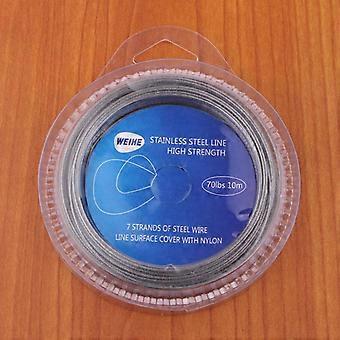 WEIHE
STAINLESS STEEL LINE
HIGH STRENGTH
70lbs 10m
7 STRANDS OF STEEL WIRE
LINE SURFACE COVER WITH NYLON